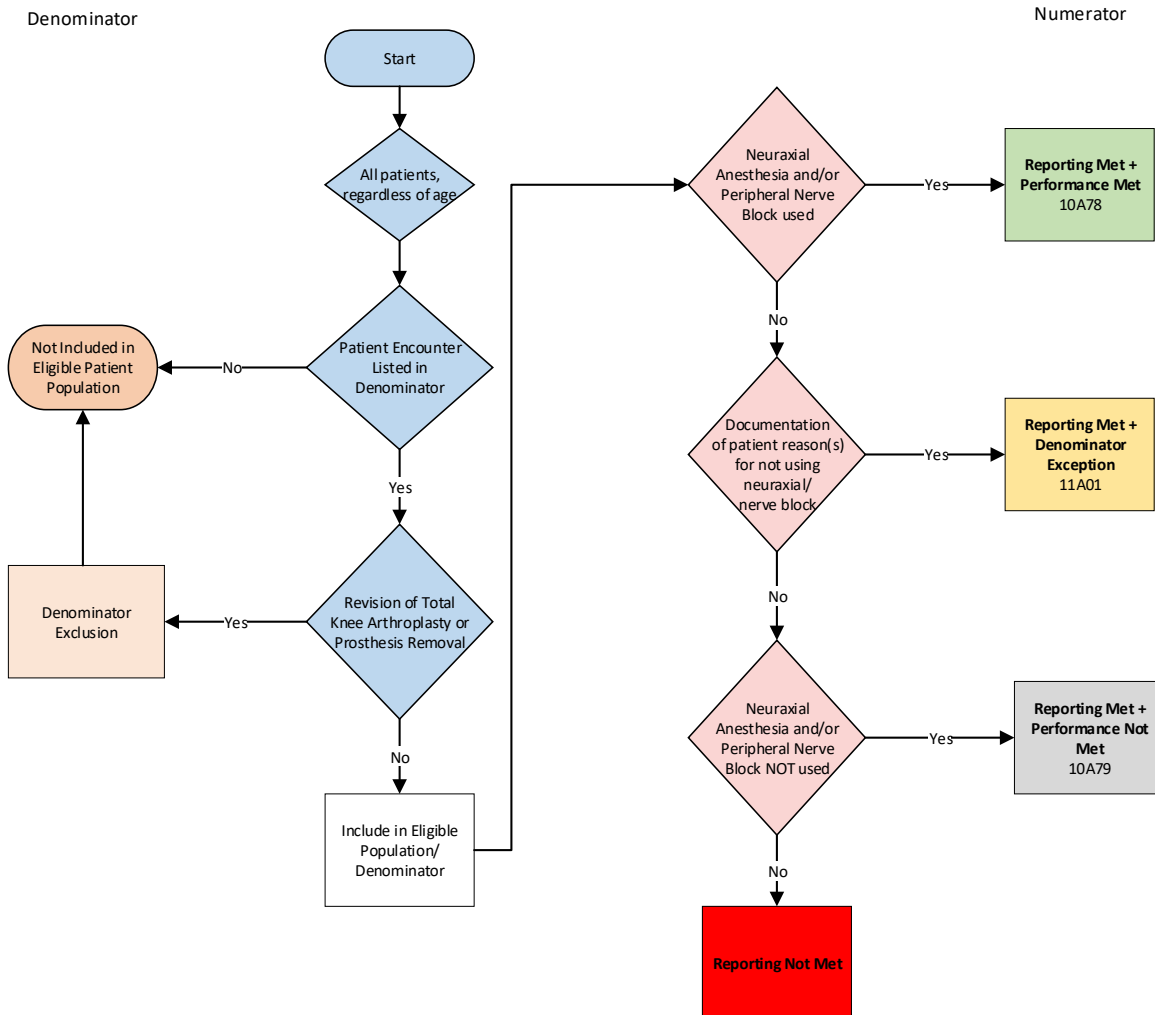 Denominator
Numerator
Start
All patients,
regardless of age
Patient Encounter
Listed in
Denominator
No
Not Included in
Eligible Patient
Population
Yes
Revision of Total
Knee Arthroplasty or
Prosthesis Removal
Yes
Denominator
Exclusion
No
Include in Eligible
Population/
Denominator
Neuraxial
Anesthesia and/or
Peripheral Nerve
Block used
Yes
Reporting Met +
Performance Met
10A78
No
Documentation
of patient reason(s)
for not using
neuraxial/
nerve block
Yes
Reporting Met +
Denominator
Exception
11A01
No
Neuraxial
Anesthesia and/or
Peripheral Nerve
Block NOT used
Yes
Reporting Met +
Performance Not
Met
10A79
No
Reporting Not Met